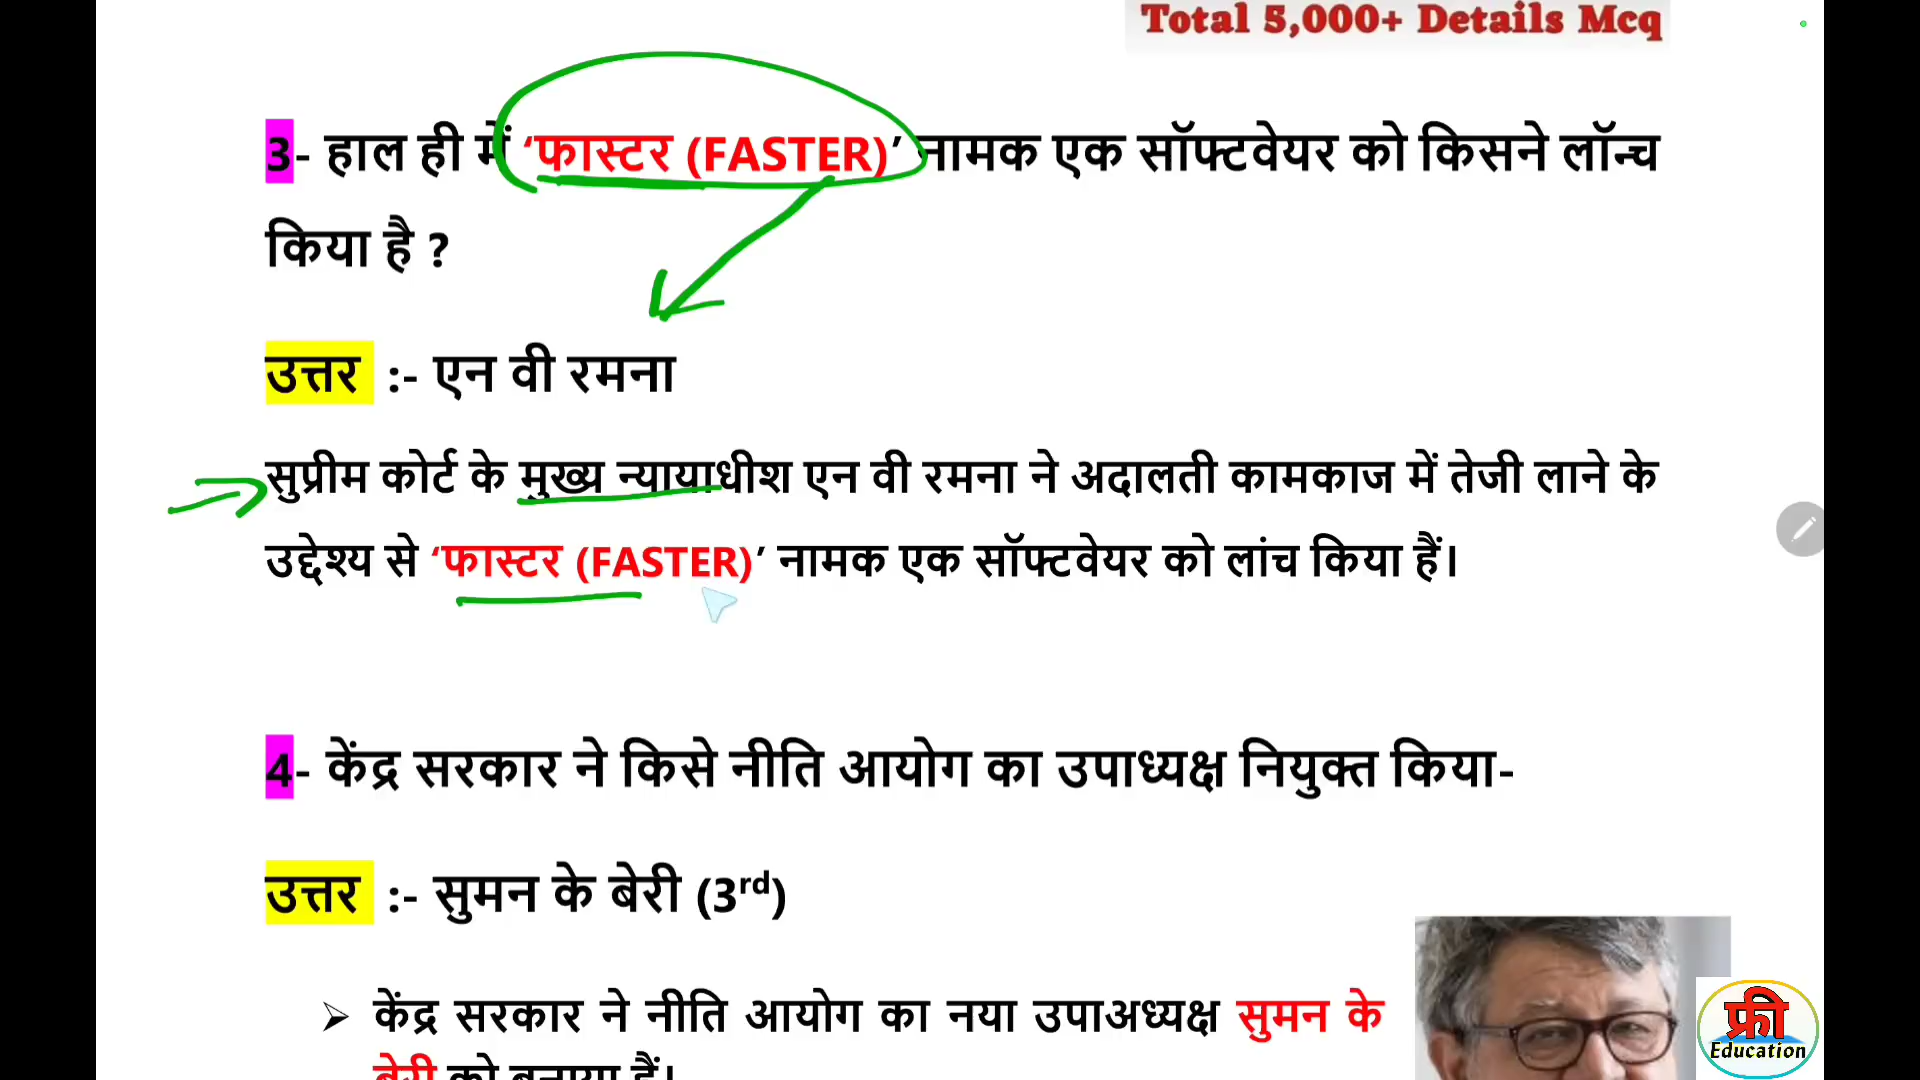 Total 5,000+ Details Mcq
3- हाल ही में ‘फास्टर (FASTER)’ नामक एक सॉफ्टवेयर को किसने लॉन्च
किया है ?
उत्तर :- एन वी रमना
सुप्रीम कोर्ट के मुख्य न्यायाधीश एन वी रमना ने अदालती कामकाज में तेजी लाने के
उद्देश्य से ‘फास्टर (FASTER)’ नामक एक सॉफ्टवेयर को लांच किया हैं।
4- केंद्र सरकार ने किसे नीति आयोग का उपाध्यक्ष नियुक्त किया-
उत्तर :- सुमन के बेरी (3rd)
➢ केंद्र सरकार ने नीति आयोग का नया उपाअध्यक्ष सुमन के
बेरी को बनाया हैं।
फ्री
Education